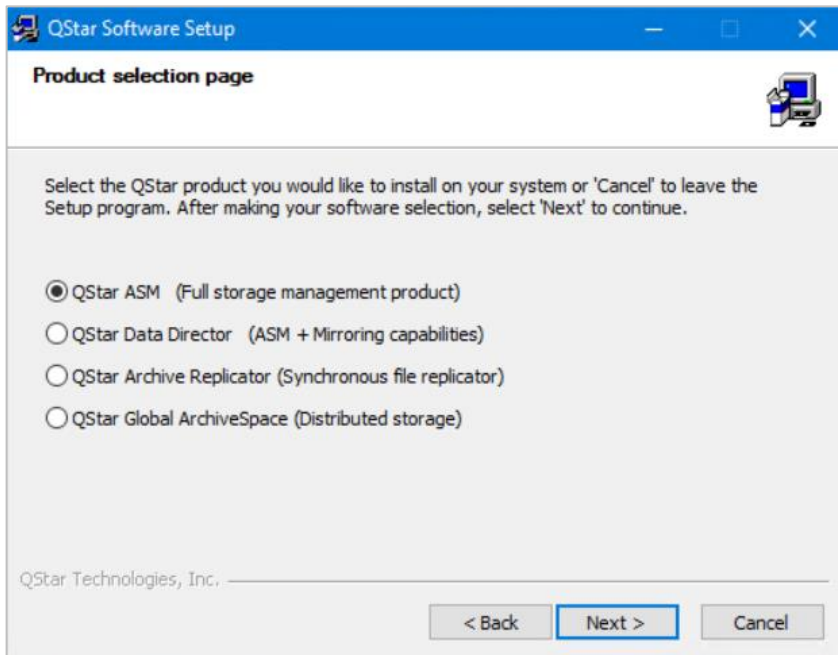 QStar Software Setup
Product selection page
Select the QStar product you would like to install on your system or 'Cancel' to leave the
Setup program. After making your software selection, select 'Next' to continue.
QStar ASM (Full storage management product)
QStar Data Director (ASM + Mirroring capabilities)
QStar Archive Replicator (Synchronous file replicator)
QStar Global ArchiveSpace (Distributed storage)
QStar Technologies, Inc.
< Back Next > Cancel